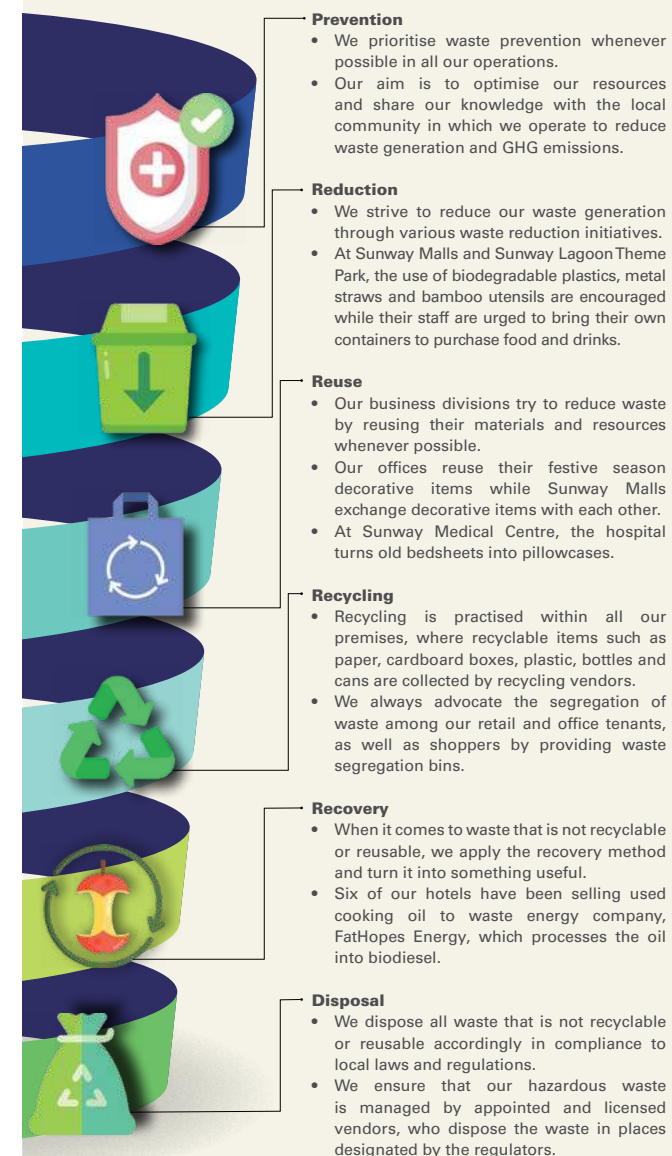 Prevention
• We prioritise waste prevention whenever
possible in all our operations.
• Our aim is to optimise our resources
and share our knowledge with the local
community in which we operate to reduce
waste generation and GHG emissions.
Reduction
• We strive to reduce our waste generation
through various waste reduction initiatives.
• At Sunway Malls and Sunway Lagoon Theme
Park, the use of biodegradable plastics, metal
straws and bamboo utensils are encouraged
while their staff are urged to bring their own
containers to purchase food and drinks.
Reuse
• Our business divisions try to reduce waste
by reusing their materials and resources
whenever possible.
• Our offices reuse their festive season
decorative items while Sunway Malls
exchange decorative items with each other.
• At Sunway Medical Centre, the hospital
turns old bedsheets into pillowcases.
Recycling
• Recycling is practised within all our
premises, where recyclable items such as
paper, cardboard boxes, plastic, bottles and
cans are collected by recycling vendors.
• We always advocate the segregation of
waste among our retail and office tenants,
as well as shoppers by providing waste
segregation bins.
Recovery
• When it comes to waste that is not recyclable
or reusable, we apply the recovery method
and turn it into something useful.
• Six of our hotels have been selling used
cooking oil to waste energy company,
FatHopes Energy, which processes the oil
into biodiesel.
Disposal
• We dispose all waste that is not recyclable
or reusable accordingly in compliance to
local laws and regulations.
• We ensure that our hazardous waste
is managed by appointed and licensed
vendors, who dispose the waste in places
designated by the regulators.